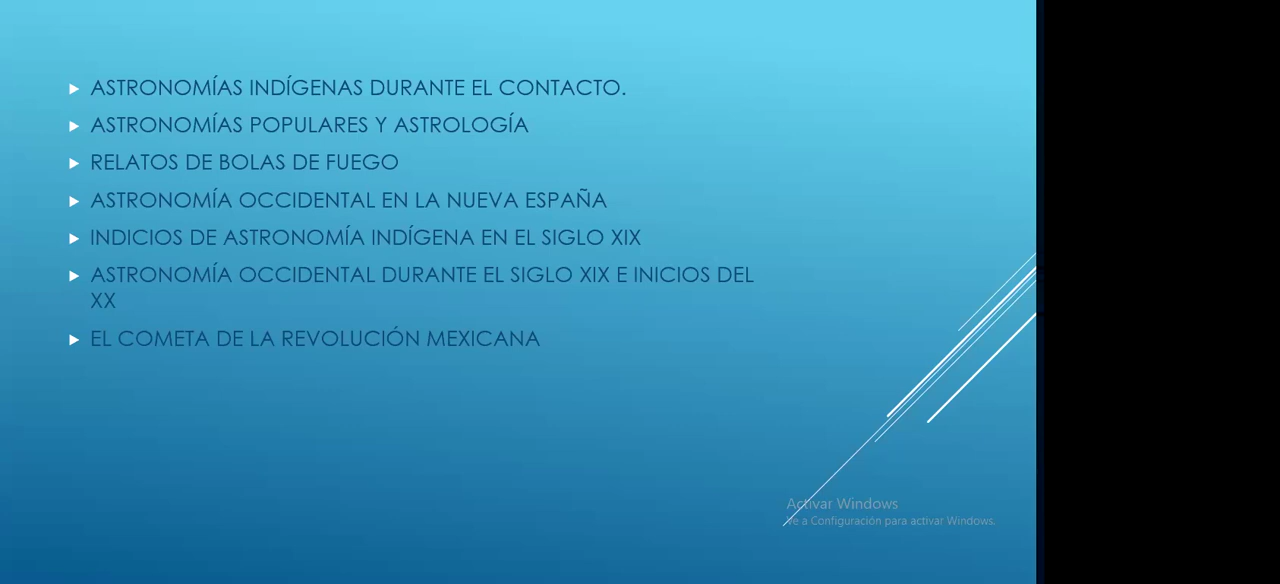 ASTRONOMÍAS INDÍGENAS DURANTE EL CONTACTO.
ASTRONOMÍAS POPULARES Y ASTROLOGÍA
RELATOS DE BOLAS DE FUEGO
ASTRONOMÍA OCCIDENTAL EN LA NUEVA ESPAÑA
INDICIOS DE ASTRONOMÍA INDÍGENA EN EL SIGLO XIX
ASTRONOMÍA OCCIDENTAL DURANTE EL SIGLO XIX E INICIOS DEL
XX
EL COMETA DE LA REVOLUCIÓN MEXICANA
Activar Windows
Ve a Configuración para activar Windows.